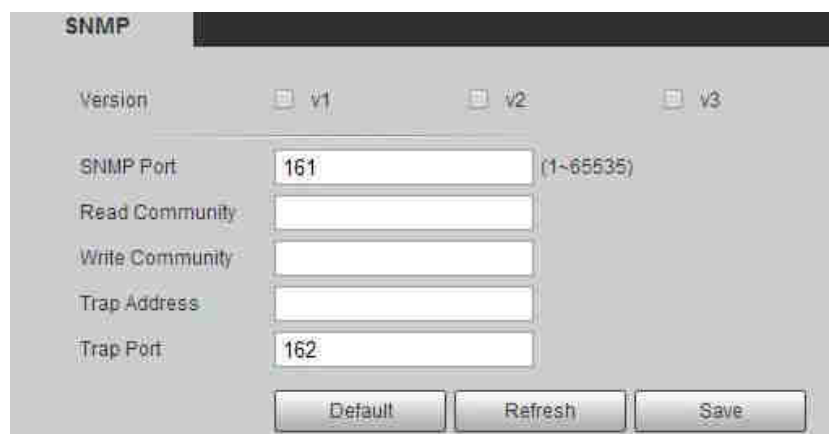 SNMP
Version v1 v2 v3
SNMP Port 161 (1~65535)
Read Community
Write Community
Trap Address
Trap Port 162
Default Refresh Save